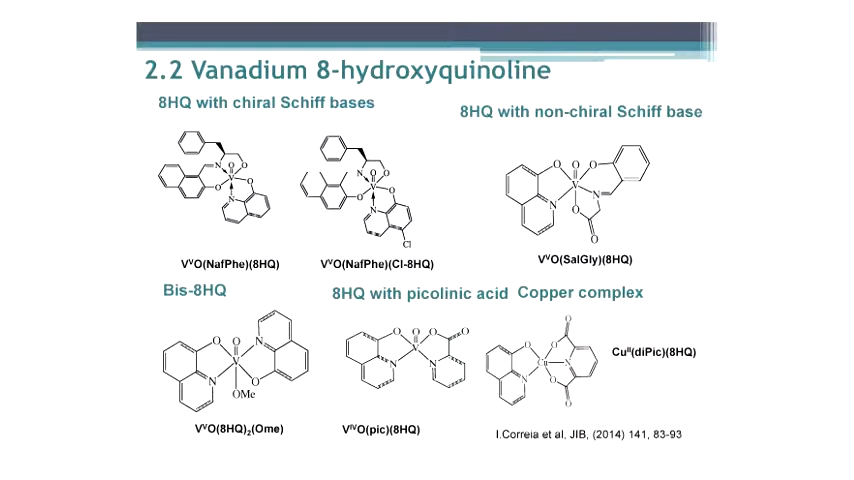 2.2 Vanadium 8-hydroxyquinoline
8HQ with chiral Schiff bases
8HQ with non-chiral Schiff base
VⱽO(NafPhe)(8HQ)
VⱽO(NafPhe)(Cl-8HQ)
VⱽO(SalGly)(8HQ)
Bis-8HQ
8HQ with picolinic acid
Copper complex
OMe
Cl
Cuᴵᴵ(diPic)(8HQ)
VⱽO(8HQ)₂(Ome)
VᴵⱽO(pic)(8HQ)
I.Correia et al, JIB, (2014) 141, 83-93